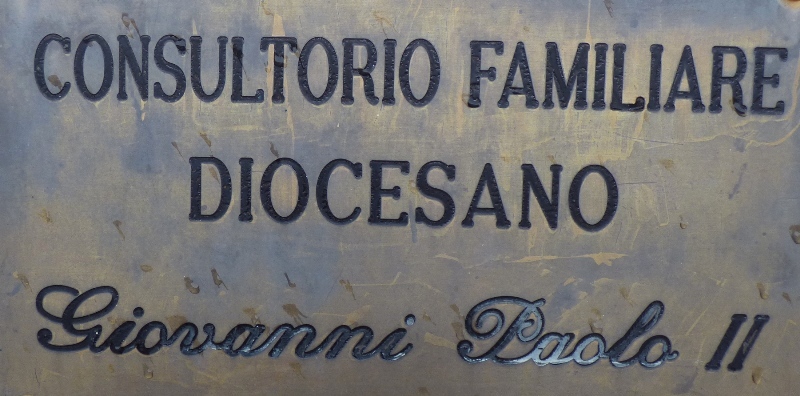 CONSULTORIO FAMILIARE
DIOCESANO
Giovanni Paolo II